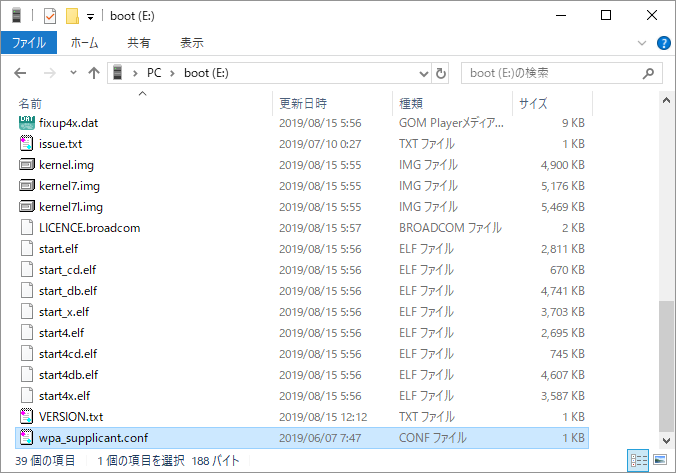 boot (E:)
ファイル ホーム 共有 表示
PC boot (E:) boot (E:)の検索
名前 更新日時 種類 サイズ
fixup4x.dat 2019/08/15 5:56 GOM Playerメディア... 9 KB
issue.txt 2019/07/10 0:27 TXT ファイル 1 KB
kernel.img 2019/08/15 5:55 IMG ファイル 4,900 KB
kernel7.img 2019/08/15 5:55 IMG ファイル 5,176 KB
kernel7l.img 2019/08/15 5:55 IMG ファイル 5,469 KB
LICENCE.broadcom 2019/08/15 5:57 BROADCOM ファイル 2 KB
start.elf 2019/08/15 5:56 ELF ファイル 2,811 KB
start_cd.elf 2019/08/15 5:56 ELF ファイル 670 KB
start_db.elf 2019/08/15 5:56 ELF ファイル 4,741 KB
start_x.elf 2019/08/15 5:56 ELF ファイル 3,703 KB
start4.elf 2019/08/15 5:56 ELF ファイル 2,695 KB
start4cd.elf 2019/08/15 5:56 ELF ファイル 745 KB
start4db.elf 2019/08/15 5:56 ELF ファイル 4,607 KB
start4x.elf 2019/08/15 5:56 ELF ファイル 3,587 KB
VERSION.txt 2019/08/15 12:12 TXT ファイル 1 KB
wpa_supplicant.conf 2019/06/07 7:47 CONF ファイル 1 KB
39 個の項目 1 個の項目を選択 188 バイト